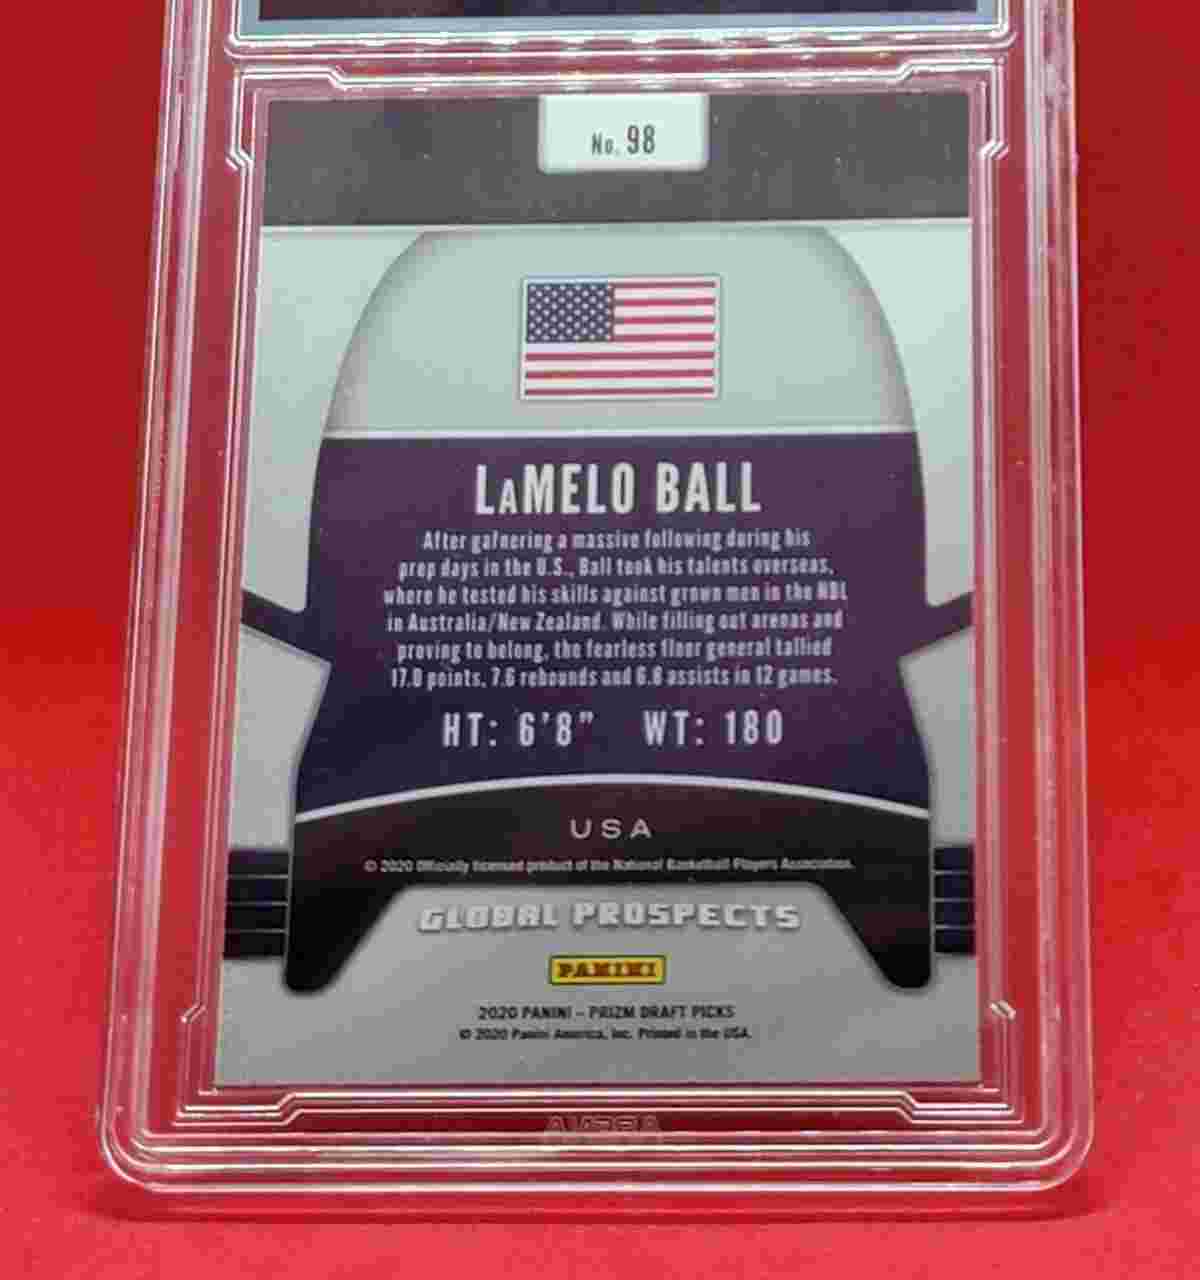 No. 98
LAMELO BALL
After gathering a massive following during his
prep days in the U.S., Ball took his talents overseas,
where he tested his skills against grown men in the NBL
in Australia/New Zealand. While filling out arenas and
proving to belong, the fearless floor general tallied
17.0 points, 7.6 rebounds and 6.8 assists in 12 games.
HT: 6'8" WT: 180
USA
© 2020 Officially licensed product of the National Basketball Players Association.
GLOBAL PROSPECTS
PANINI
2020 PANINI – PRIZM DRAFT PICKS
© 2020 Panini America, Inc. Printed in the USA.